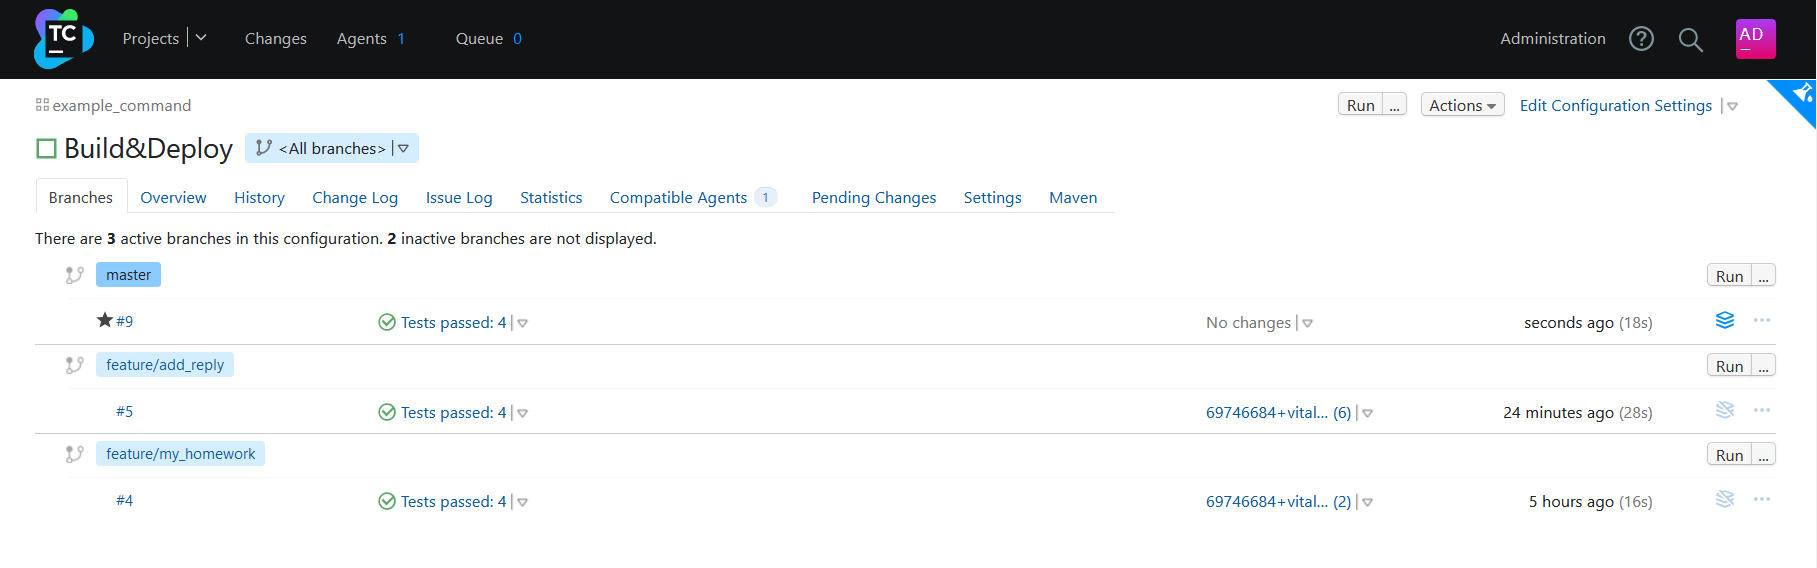 TC
Projects
Changes
Agents 1
Queue 0
Administration
AD
example_command
Run ...
Actions
Edit Configuration Settings
Build&Deploy
<All branches>
Branches
Overview
History
Change Log
Issue Log
Statistics
Compatible Agents 1
Pending Changes
Settings
Maven
There are 3 active branches in this configuration. 2 inactive branches are not displayed.
master
Run ...
#9
Tests passed: 4
No changes
seconds ago (18s)
feature/add_reply
Run ...
#5
Tests passed: 4
69746684+vital... (6)
24 minutes ago (28s)
feature/my_homework
Run ...
#4
Tests passed: 4
69746684+vital... (2)
5 hours ago (16s)